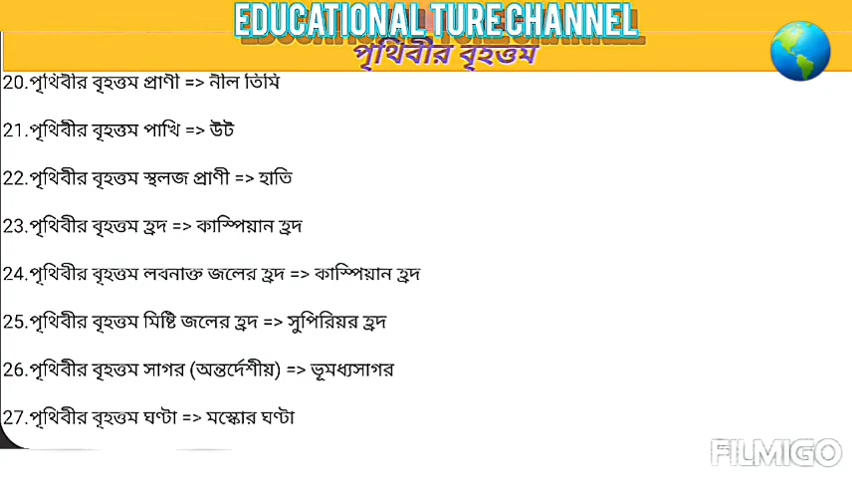 EDUCATIONAL TURE CHANNEL
পৃথিবীর বৃহত্তম
20.পৃথিবীর বৃহত্তম প্রাণী => নীল তিমি
21.পৃথিবীর বৃহত্তম পাখি => উট
22.পৃথিবীর বৃহত্তম স্থলজ প্রাণী => হাতি
23.পৃথিবীর বৃহত্তম হ্রদ => কাস্পিয়ান হ্রদ
24.পৃথিবীর বৃহত্তম লবনাক্ত জলের হ্রদ => কাস্পিয়ান হ্রদ
25.পৃথিবীর বৃহত্তম মিষ্টি জলের হ্রদ => সুপিরিয়র হ্রদ
26.পৃথিবীর বৃহত্তম সাগর (অন্তর্দেশীয়) => ভূমধ্যসাগর
27.পৃথিবীর বৃহত্তম ঘণ্টা => মস্কোর ঘণ্টা
FILMIGO